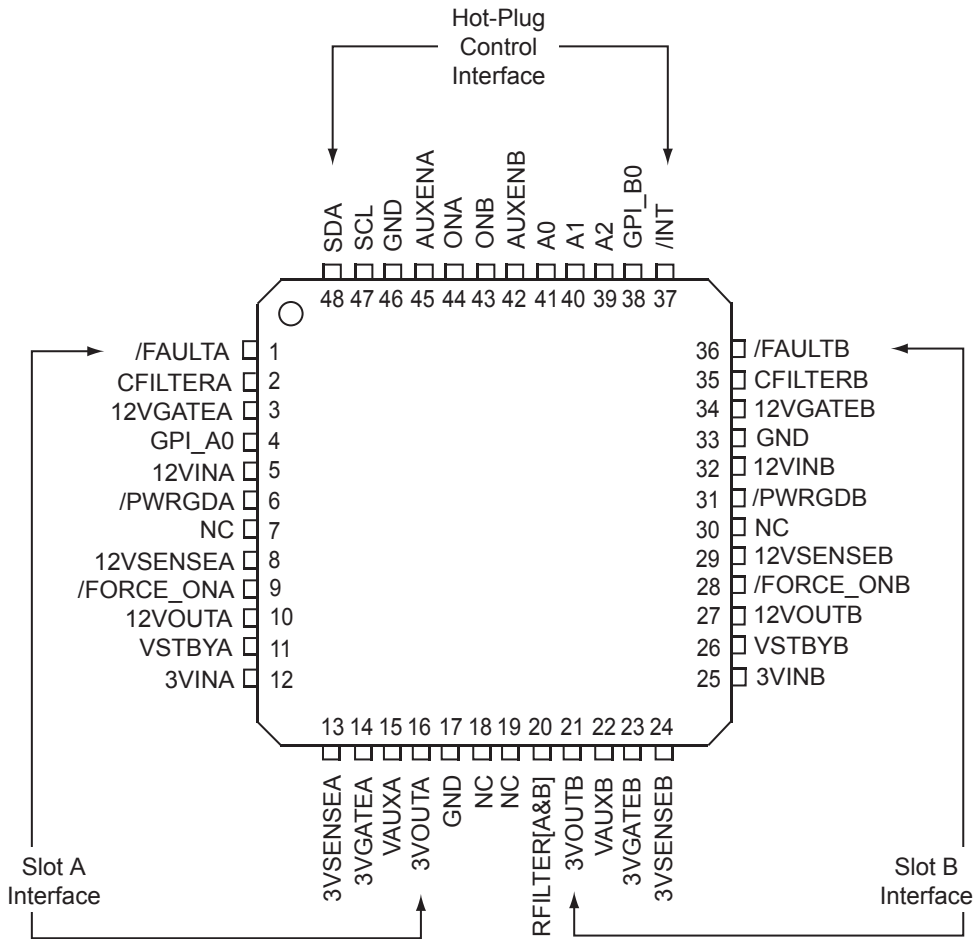 Hot-Plug
Control
Interface
SDA
SCL
GND
AUXENA
ONA
ONB
AUXENB
A0
A1
A2
GPI_B0
/INT
48 47 46 45 44 43 42 41 40 39 38 37
/FAULTA 1
CFILTERA 2
12VGATEA 3
GPI_A0 4
12VINA 5
/PWRGDA 6
NC 7
12VSENSEA 8
/FORCE_ONA 9
12VOUTA 10
VSTBYA 11
3VINA 12
36 /FAULTB
35 CFILTERB
34 12VGATEB
33 GND
32 12VINB
31 /PWRGDB
30 NC
29 12VSENSEB
28 /FORCE_ONB
27 12VOUTB
26 VSTBYB
25 3VINB
13 14 15 16 17 18 19 20 21 22 23 24
3VSENSEA
3VGATEA
VAUXA
3VOUTA
GND
NC
NC
RFILTER[A&B]
3VOUTB
VAUXB
3VGATEB
3VSENSEB
Slot A
Interface
Slot B
Interface